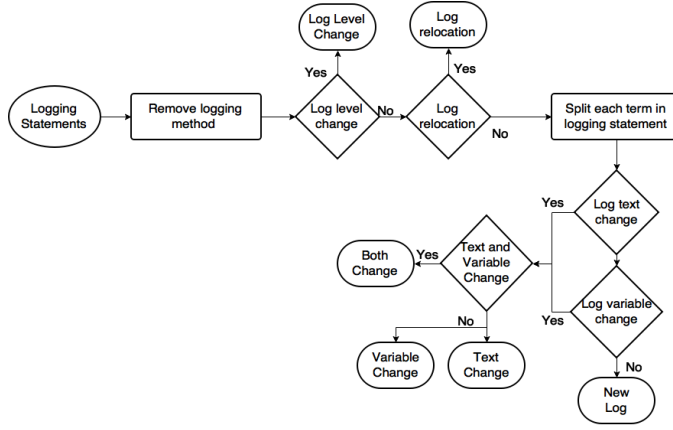 Log Level
Change
Log
relocation
Yes
Yes
Logging
Statements
Remove logging
method
Log level
change
No
Log
relocation
No
Split each term in
logging statement
Yes
Log text
change
Both
Change
Yes
Text and
Variable
Change
Log variable
change
Yes
No
Variable
Change
Text
Change
No
New
Log